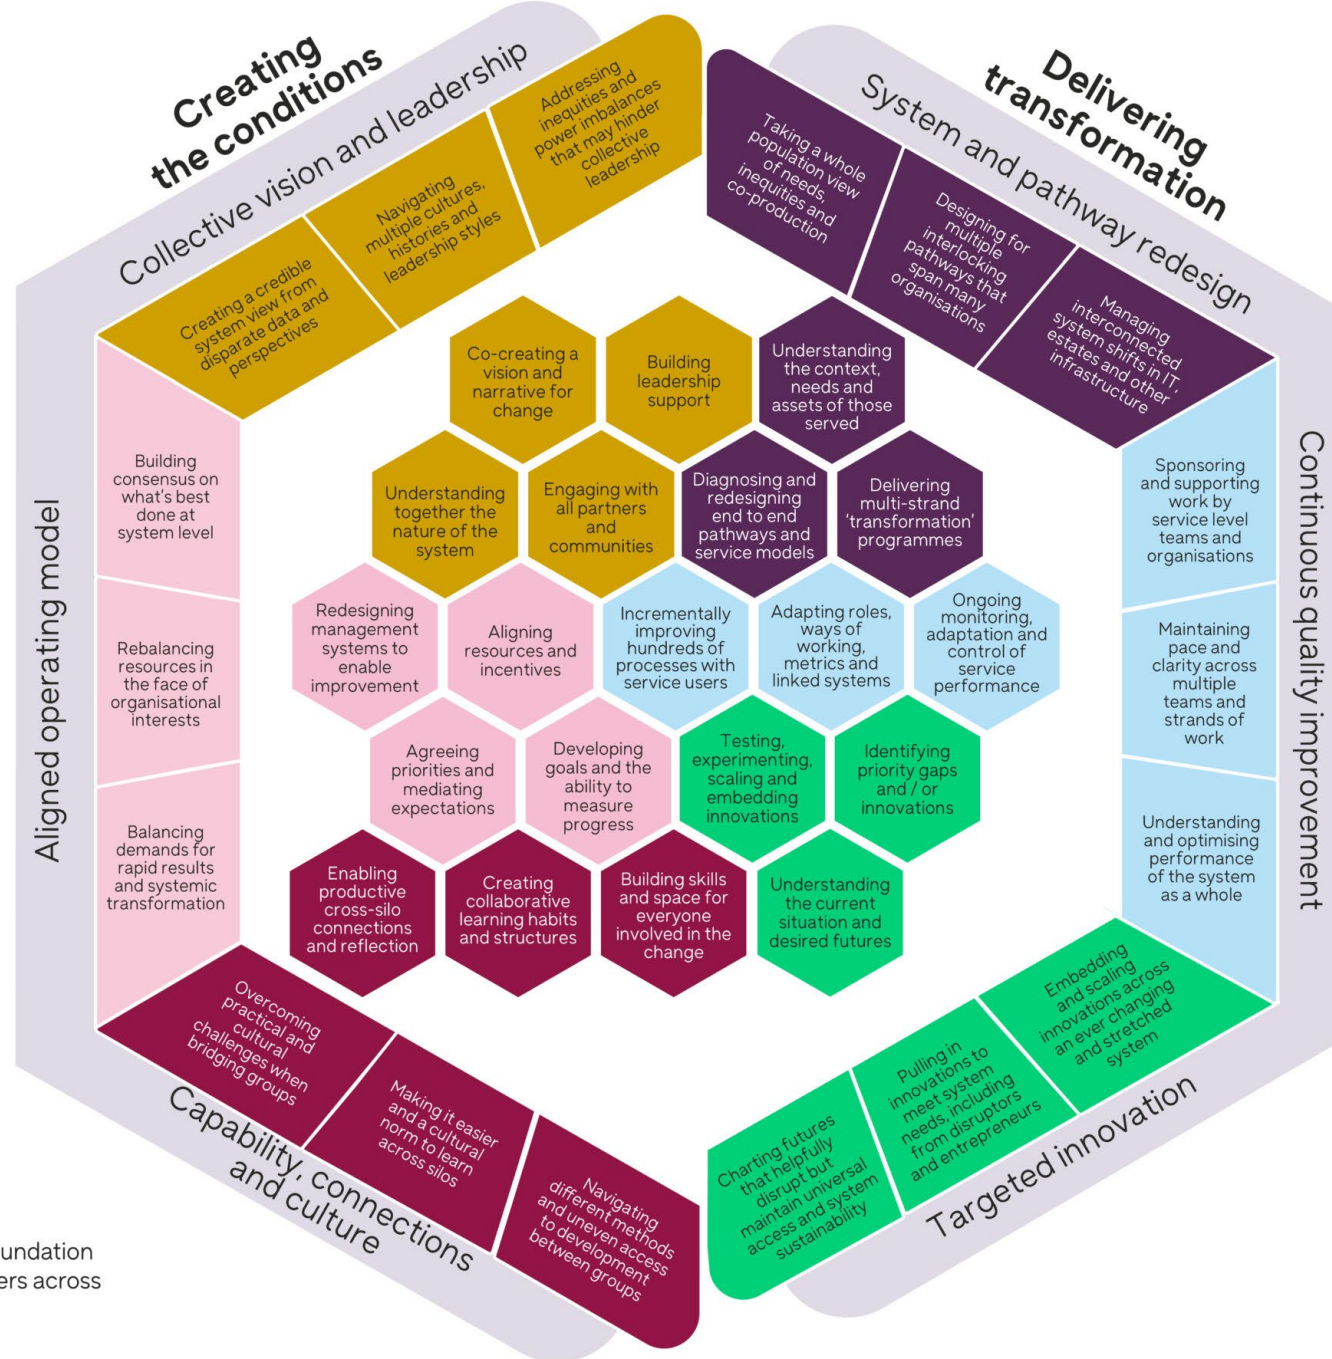 Creating
the conditions
Collective vision and leadership
Creating a credible
system view from
disparate data and
perspectives
Navigating
multiple cultures,
histories and
leadership styles
Addressing
inequities and
power imbalances
that may hinder
collective
leadership
Delivering
transformation
System and pathway redesign
Taking a whole
population view
of needs,
inequities and
co-production
Designing for
multiple
interlocking
pathways that
span many
organisations
Managing
interconnected
system shifts in IT,
estates and other
infrastructure
Aligned operating model
Building
consensus on
what's best
done at
system level
Rebalancing
resources in
the face of
organisational
interests
Balancing
demands for
rapid results
and systemic
transformation
Co-creating a
vision and
narrative for
change
Building
leadership
support
Understanding
the context,
needs and
assets of those
served
Understanding
together the
nature of the
system
Engaging with
all partners
and
communities
Diagnosing and
redesigning
end to end
pathways and
service models
Delivering
multi-strand
‘transformation’
programmes
Redesigning
management
systems to
enable
improvement
Aligning
resources and
incentives
Incrementally
improving
hundreds of
processes with
service users
Adapting roles,
ways of
working,
metrics and
linked systems
Ongoing
monitoring,
adaptation and
control of
service
performance
Agreeing
priorities and
mediating
expectations
Developing
goals and the
ability to
measure
progress
Testing,
experimenting,
scaling and
embedding
innovations
Identifying
priority gaps
and / or
innovations
Enabling
productive
cross-silo
connections
and reflection
Creating
collaborative
learning habits
and structures
Building skills
and space for
everyone
involved in the
change
Understanding
the current
situation and
desired futures
Continuous quality improvement
Sponsoring
and supporting
work by
service level
teams and
organisations
Maintaining
pace and
clarity across
multiple
teams and
strands of
work
Understanding
and optimising
performance
of the system
as a whole
Overcoming
practical and
cultural
challenges when
bridging groups
Making it easier
and a cultural
norm to learn
across silos
Navigating
different methods
and uneven access
to development
between groups
Capability, connections
and culture
Charting futures
that helpfully
disrupt but
maintain universal
access and system
sustainability
Pulling in
innovations to
meet system
needs, including
from disruptors
and entrepreneurs
Embedding
and scaling
innovations across
an ever changing
and stretched
system
Targeted innovation
undation
ers across